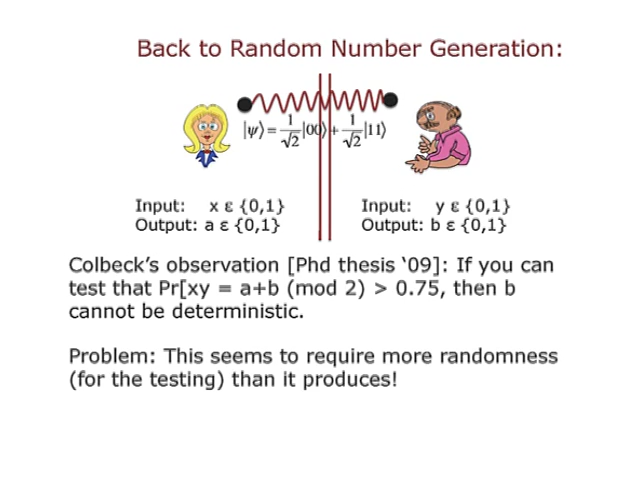 Back to Random Number Generation:
|ψ⟩ = 1/√2 |00⟩ + 1/√2 |11⟩
Input: x ε {0,1}
Output: a ε {0,1}
Input: y ε {0,1}
Output: b ε {0,1}
Colbeck's observation [Phd thesis '09]: If you can
test that Pr[xy = a+b (mod 2) > 0.75, then b
cannot be deterministic.
Problem: This seems to require more randomness
(for the testing) than it produces!